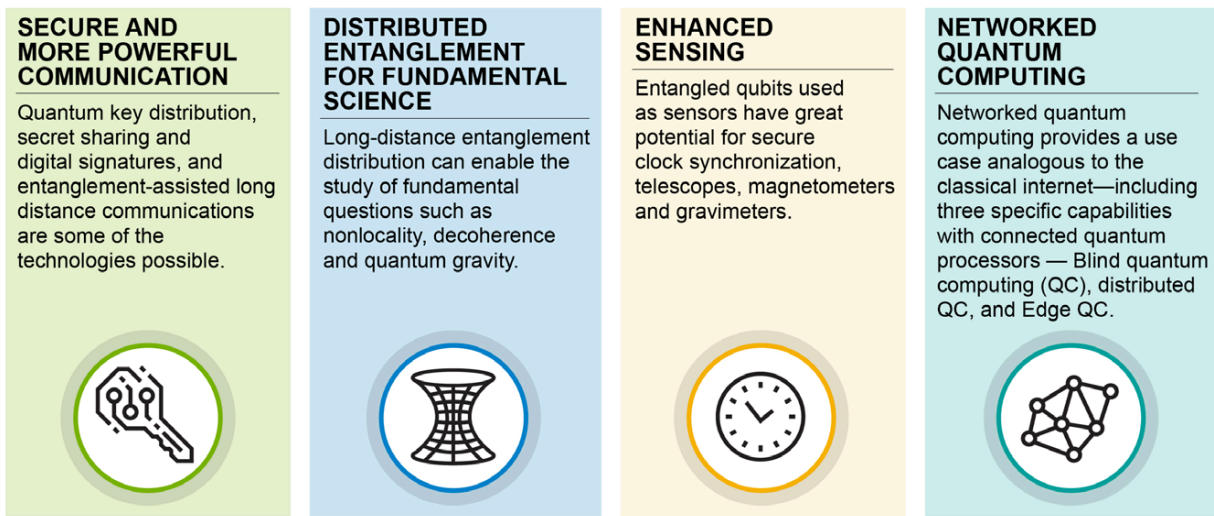 SECURE AND
MORE POWERFUL
COMMUNICATION
Quantum key distribution,
secret sharing and
digital signatures, and
entanglement-assisted long
distance communications
are some of the
technologies possible.
DISTRIBUTED
ENTANGLEMENT
FOR FUNDAMENTAL
SCIENCE
Long-distance entanglement
distribution can enable the
study of fundamental
questions such as
nonlocality, decoherence
and quantum gravity.
ENHANCED
SENSING
Entangled qubits used
as sensors have great
potential for secure
clock synchronization,
telescopes, magnetometers
and gravimeters.
NETWORKED
QUANTUM
COMPUTING
Networked quantum
computing provides a use
case analogous to the
classical internet—including
three specific capabilities
with connected quantum
processors — Blind quantum
computing (QC), distributed
QC, and Edge QC.